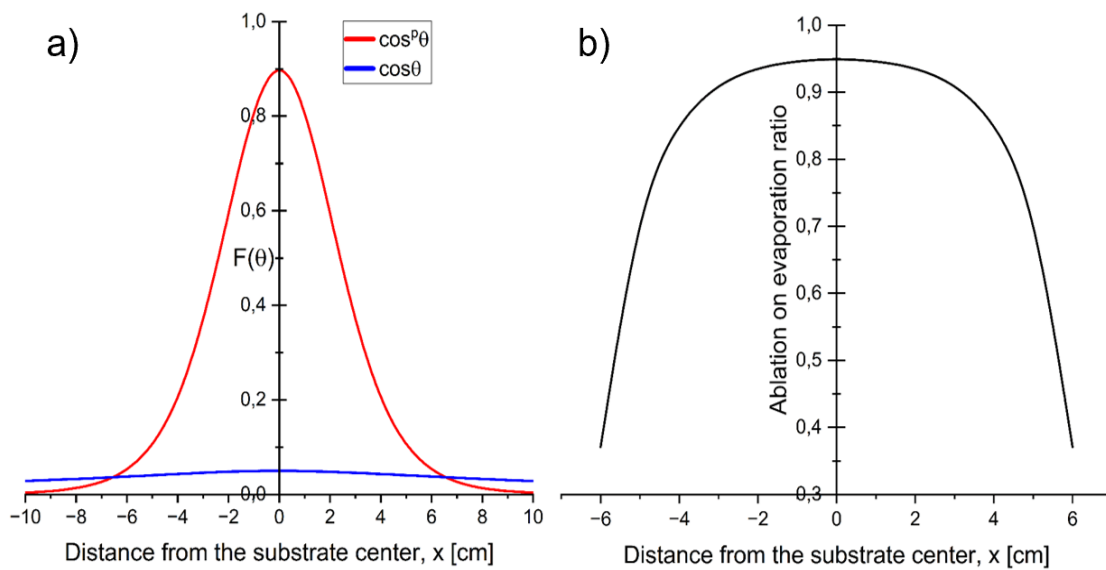 a)
cosᵖθ
cosθ
1,0
0,8
0,6
F(θ)
0,4
0,2
0,0
−10 −8 −6 −4 −2 0 2 4 6 8 10
Distance from the substrate center, x [cm]
b)
1,0
0,9
0,8
0,7
0,6
0,5
0,4
0,3
Ablation on evaporation ratio
−6 −4 −2 0 2 4 6
Distance from the substrate center, x [cm]